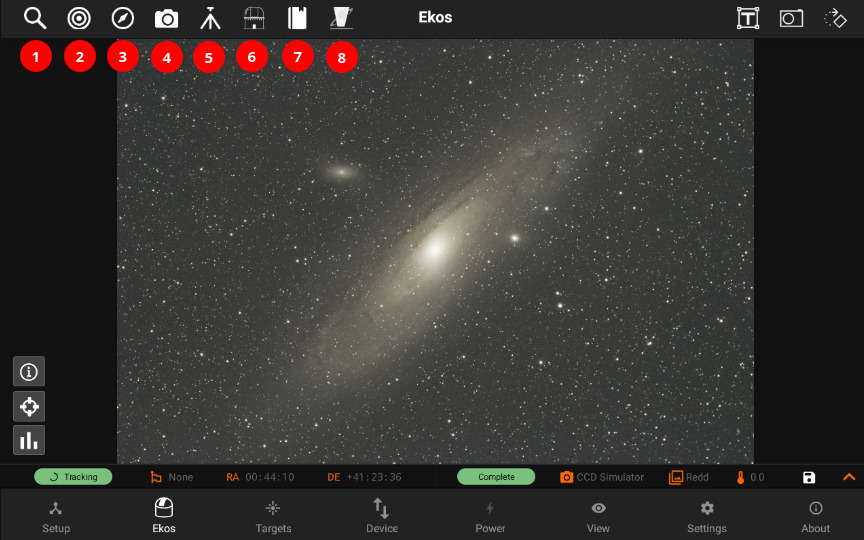 Ekos
T
1 2 3 4 5 6 7 8
Tracking None RA 00:44:10 DE +41:23:36 Complete CCD Simulator Redd 0.0
Setup Ekos Targets Device Power View Settings About